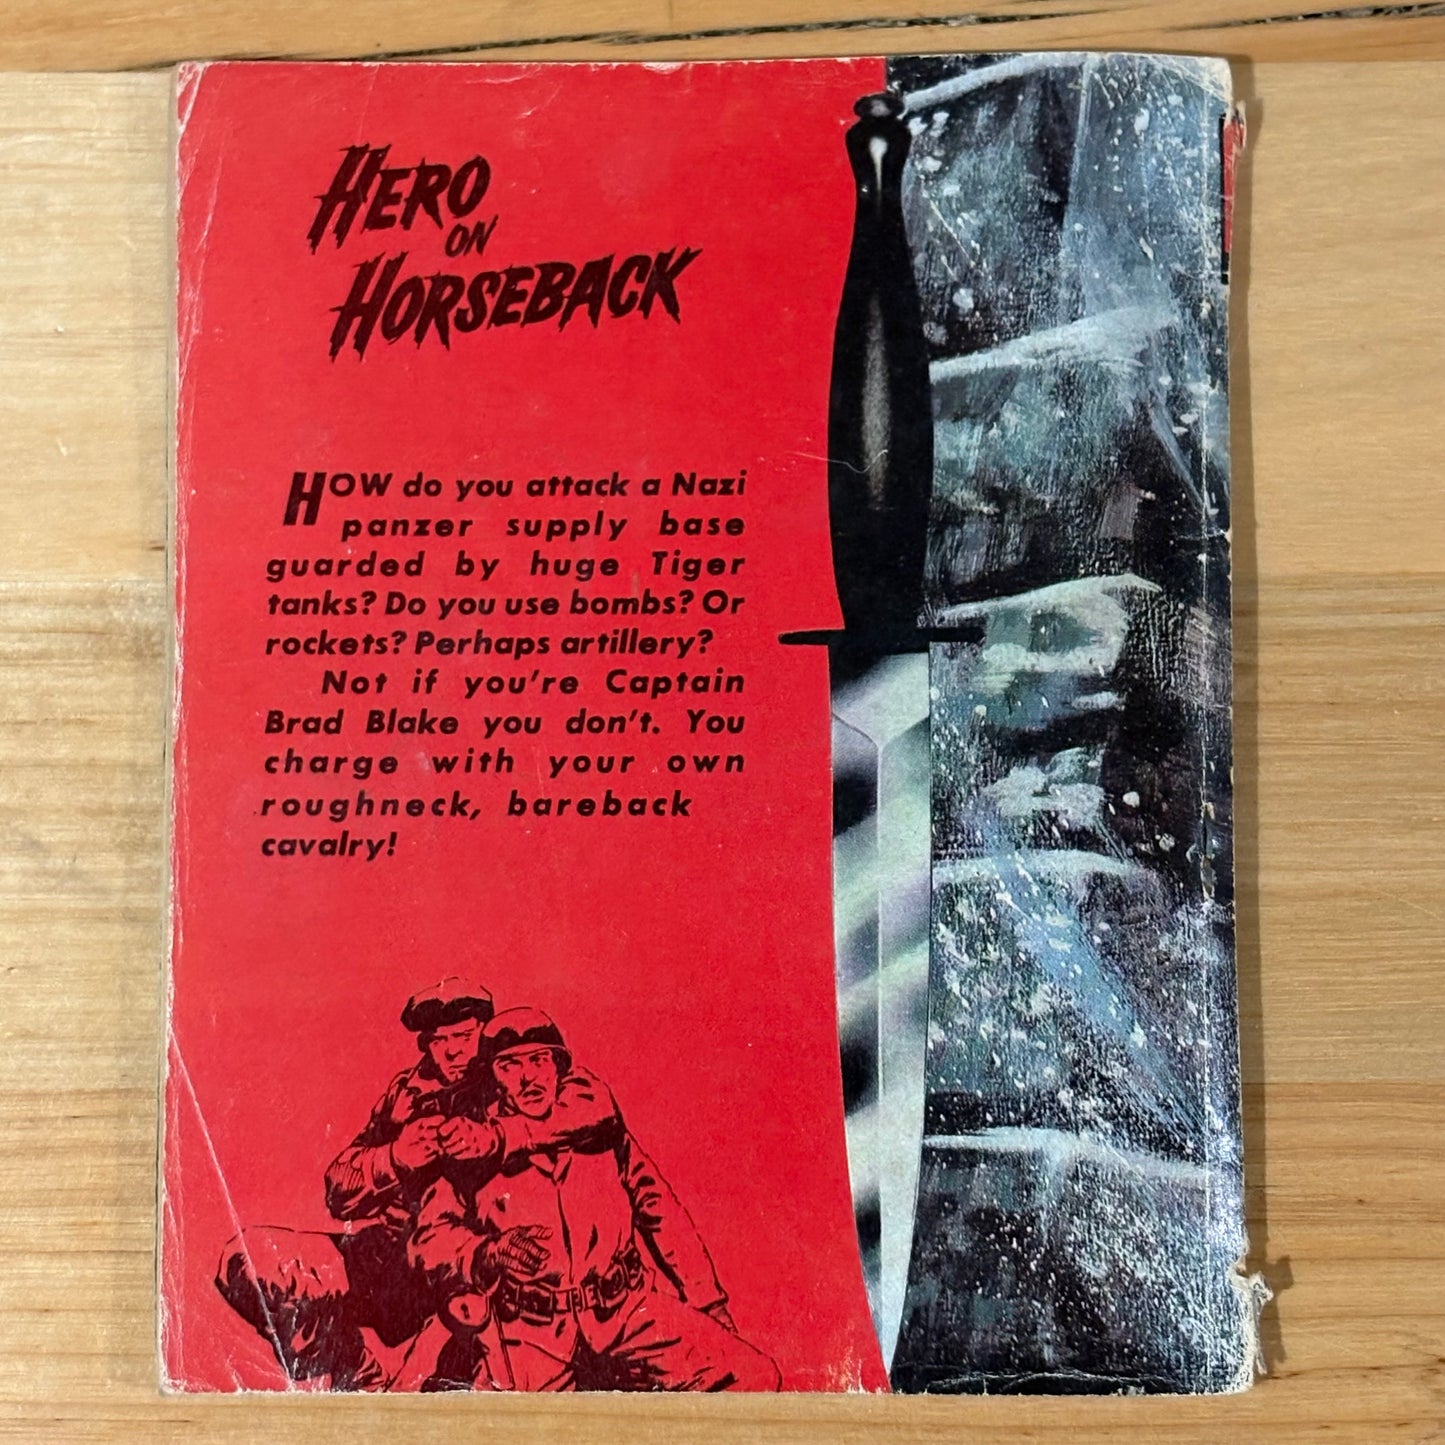 HERO
ON
HORSEBACK
HOW do you attack a Nazi
panzer supply base
guarded by huge Tiger
tanks? Do you use bombs? Or
rockets? Perhaps artillery?
Not if you're Captain
Brad Blake you don't. You
charge with your own
roughneck, bareback
cavalry!